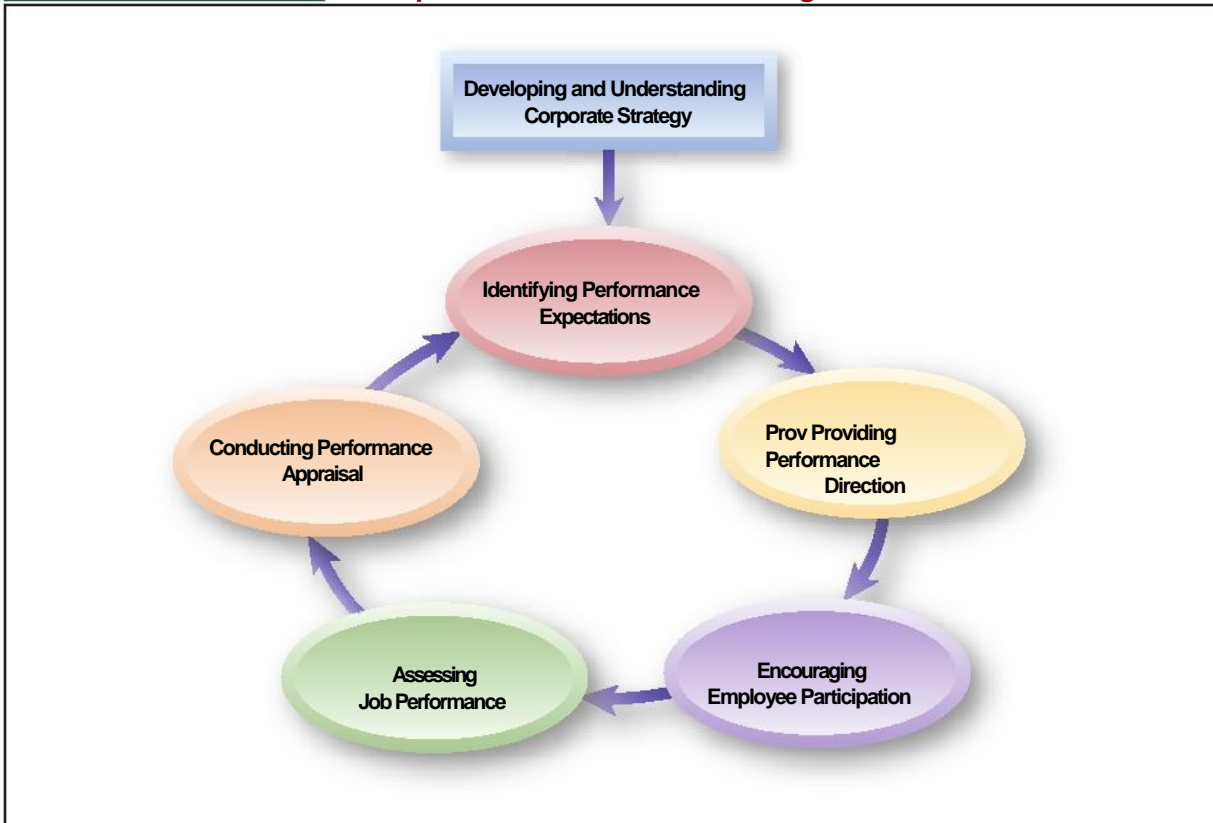 Developing and Understanding
Corporate Strategy
Identifying Performance
Expectations
Prov Providing
Performance
Direction
Encouraging
Employee Participation
Assessing
Job Performance
Conducting Performance
Appraisal